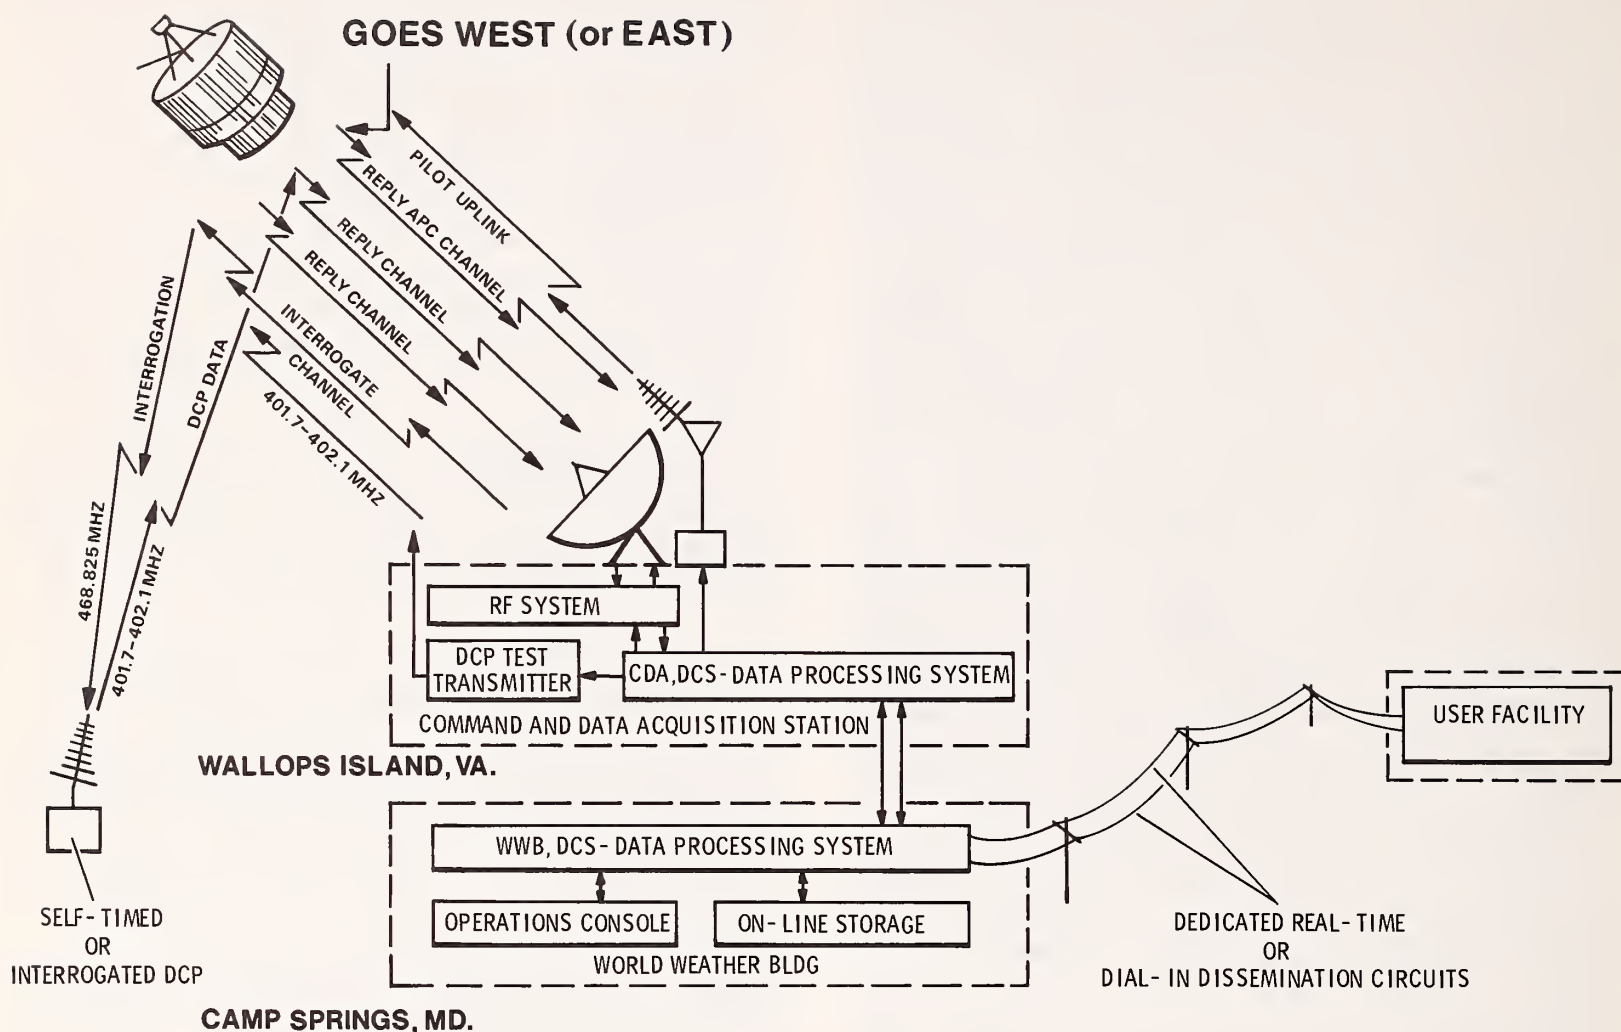 GOES WEST (or EAST)
PILOT UPLINK
REPLY APC CHANNEL
REPLY CHANNEL
REPLY CHANNEL
INTERROGATE
CHANNEL
401.7-402.1 MHZ
INTERROGATION
DCP DATA
468.825 MHZ
401.7-402.1 MHZ
RF SYSTEM
DCP TEST
TRANSMITTER
CDA, DCS-DATA PROCESSING SYSTEM
COMMAND AND DATA ACQUISITION STATION
WALLOPS ISLAND, VA.
USER FACILITY
WWB, DCS-DATA PROCESSING SYSTEM
OPERATIONS CONSOLE
ON-LINE STORAGE
WORLD WEATHER BLDG
CAMP SPRINGS, MD.
SELF-TIMED
OR
INTERROGATED DCP
DEDICATED REAL-TIME
OR
DIAL-IN DISSEMINATION CIRCUITS